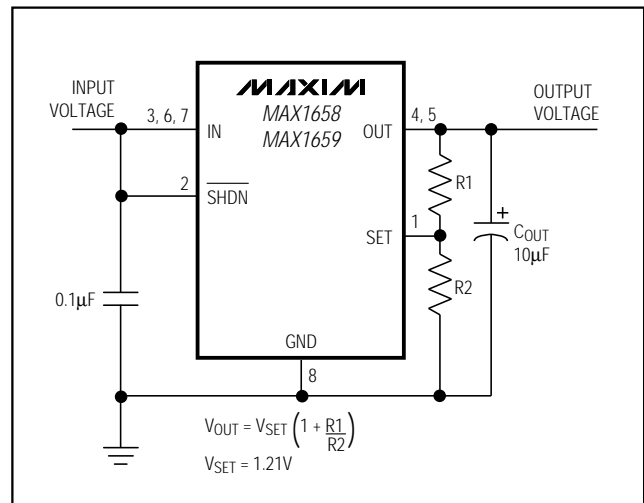 INPUT
VOLTAGE
OUTPUT
VOLTAGE
MAXIM
MAX1658
MAX1659
3, 6, 7
IN
OUT
4, 5
2
SHDN
R1
SET
1
COUT
10µF
R2
0.1µF
GND
8
VOUT = VSET (1 + R1/R2)
VSET = 1.21V
+